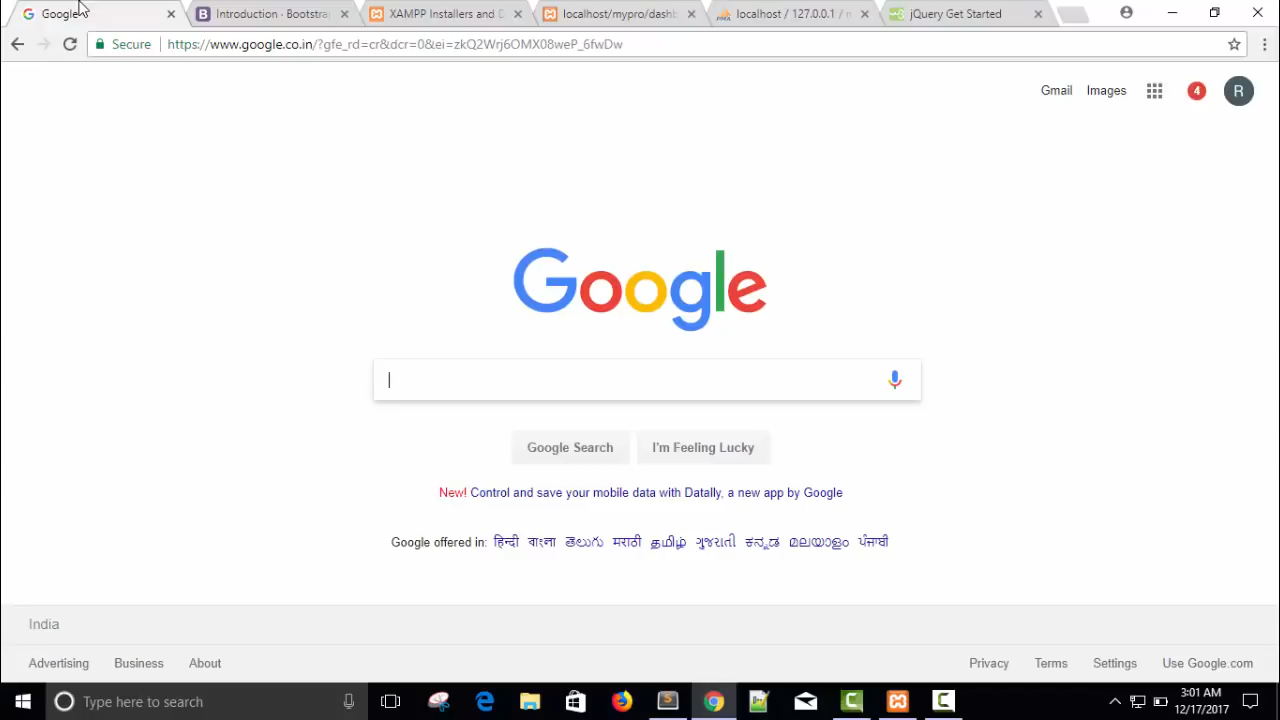 Google
Introduction · Bootstra
XAMPP Installers and D
localhost/mypro/dashb
localhost / 127.0.0.1 / m
jQuery Get Started
Secure
https://www.google.co.in/?gfe_rd=cr&dcr=0&ei=zkQ2Wrj6OMX08weP_6fwDw
Gmail Images 4 R
Google
Google Search I'm Feeling Lucky
New! Control and save your mobile data with Datally, a new app by Google
Google offered in: हिन्दी বাংলা తెలుగు मराठी தமிழ் ગુજરાતી ಕನ್ನಡ മലയാളം ਪੰਜਾਬੀ
India
Advertising Business About Privacy Terms Settings Use Google.com
Type here to search
3:01 AM
12/17/2017